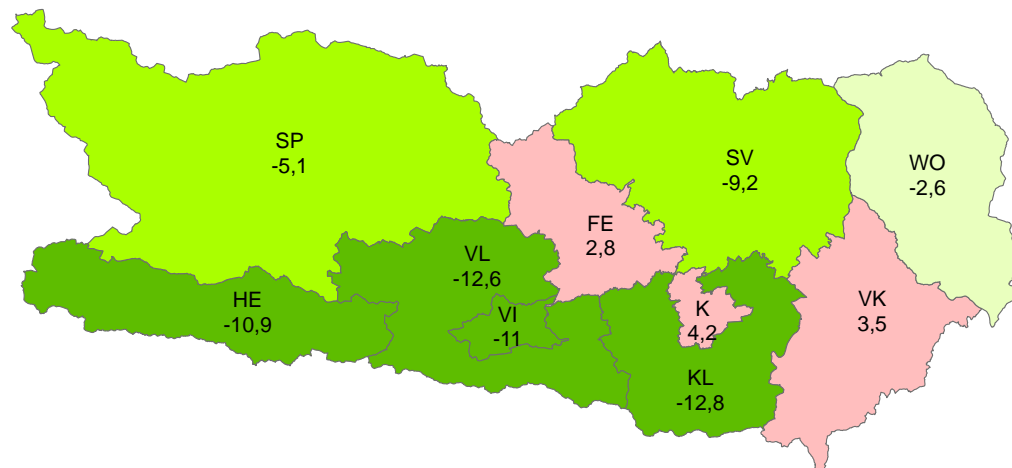 SP
-5,1
SV
-9,2
WO
-2,6
FE
2,8
VL
-12,6
HE
-10,9
VI
-11
K
4,2
VK
3,5
KL
-12,8